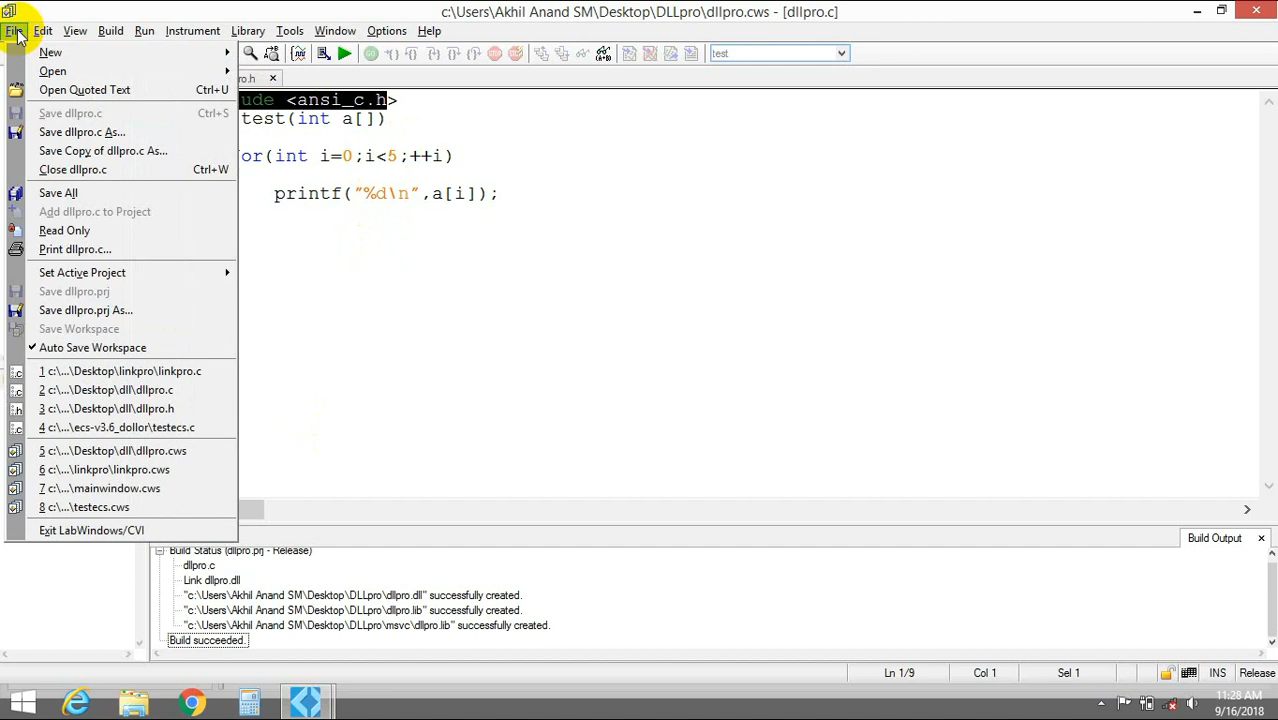 c:\Users\Akhil Anand SM\Desktop\DLLpro\dllpro.cws - [dllpro.c]
File Edit View Build Run Instrument Library Tools Window Options Help
test
ro.h
New
Open
Open Quoted Text Ctrl+U
Save dllpro.c Ctrl+S
Save dllpro.c As...
Save Copy of dllpro.c As...
Close dllpro.c Ctrl+W
Save All
Add dllpro.c to Project
Read Only
Print dllpro.c...
Set Active Project
Save dllpro.prj
Save dllpro.prj As...
Save Workspace
Auto Save Workspace
1 c:\...\Desktop\linkpro\linkpro.c
2 c:\...\Desktop\dll\dllpro.c
3 c:\...\Desktop\dll\dllpro.h
4 c:\...\ecs-v3.6_dollor\testecs.c
5 c:\...\Desktop\dll\dllpro.cws
6 c:\...\linkpro\linkpro.cws
7 c:\...\mainwindow.cws
8 c:\...\testecs.cws
Exit LabWindows/CVI
ude <ansi_c.h>
test(int a[])
or(int i=0;i<5;++i)
printf("%d\n",a[i]);
Build Output
Build Status (dllpro.prj - Release)
dllpro.c
Link dllpro.dll
"c:\Users\Akhil Anand SM\Desktop\DLLpro\dllpro.dll" successfully created.
"c:\Users\Akhil Anand SM\Desktop\DLLpro\dllpro.lib" successfully created.
"c:\Users\Akhil Anand SM\Desktop\DLLpro\msvc\dllpro.lib" successfully created.
Build succeeded.
Ln 1/9 Col 1 Sel 1 INS Release
11:28 AM
9/16/2018